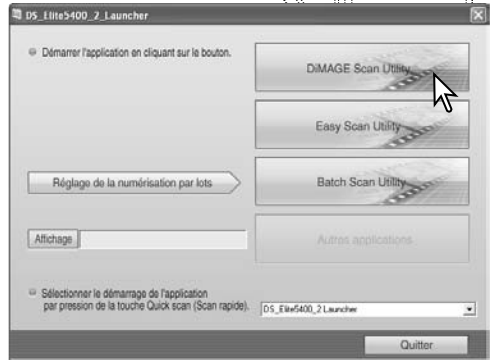 DS_Elite5400_2_Launcher
Démarrer l'application en cliquant sur le bouton.
DiMAGE Scan Utility
Easy Scan Utility
Réglage de la numérisation par lots
Batch Scan Utility
Affichage
Autres applications
Sélectionner le démarrage de l'application
par pression de la touche Quick scan (Scan rapide).
DS_Elite5400_2 Launcher
Quitter